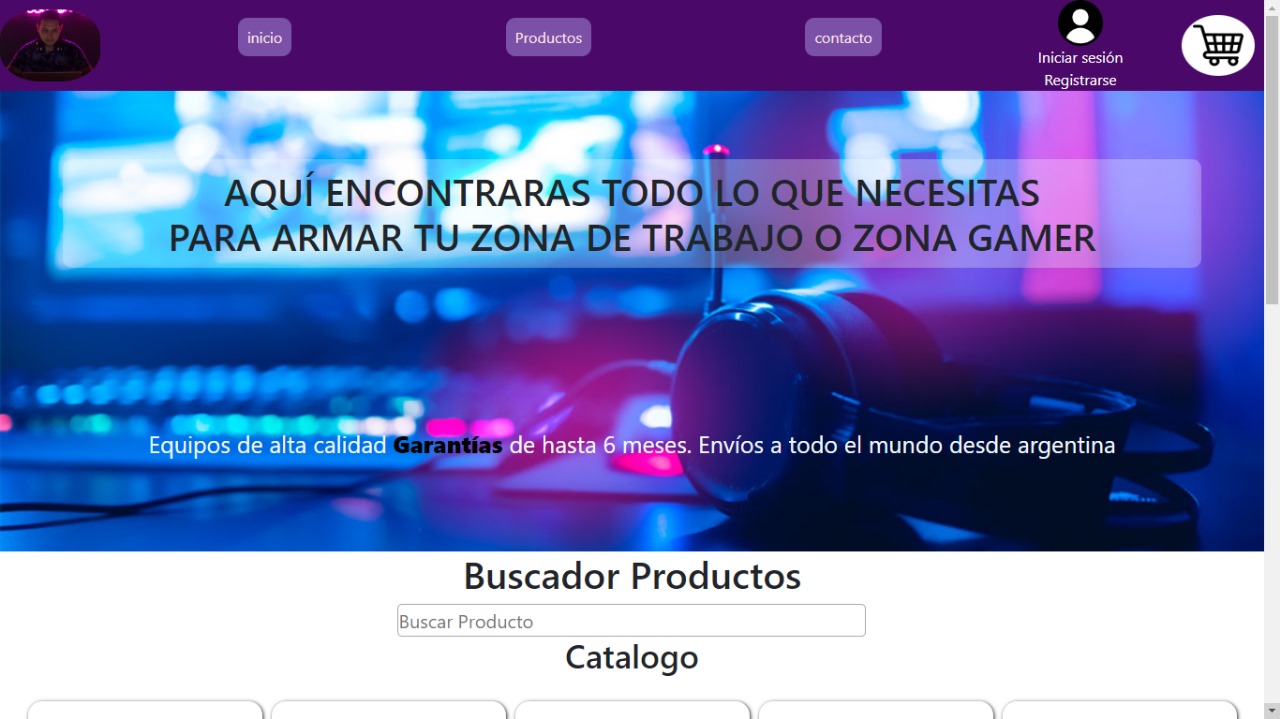 inicio
Productos
contacto
Iniciar sesión
Registrarse
AQUÍ ENCONTRARAS TODO LO QUE NECESITAS
PARA ARMAR TU ZONA DE TRABAJO O ZONA GAMER
Equipos de alta calidad Garantías de hasta 6 meses. Envíos a todo el mundo desde argentina
Buscador Productos
Buscar Producto
Catalogo